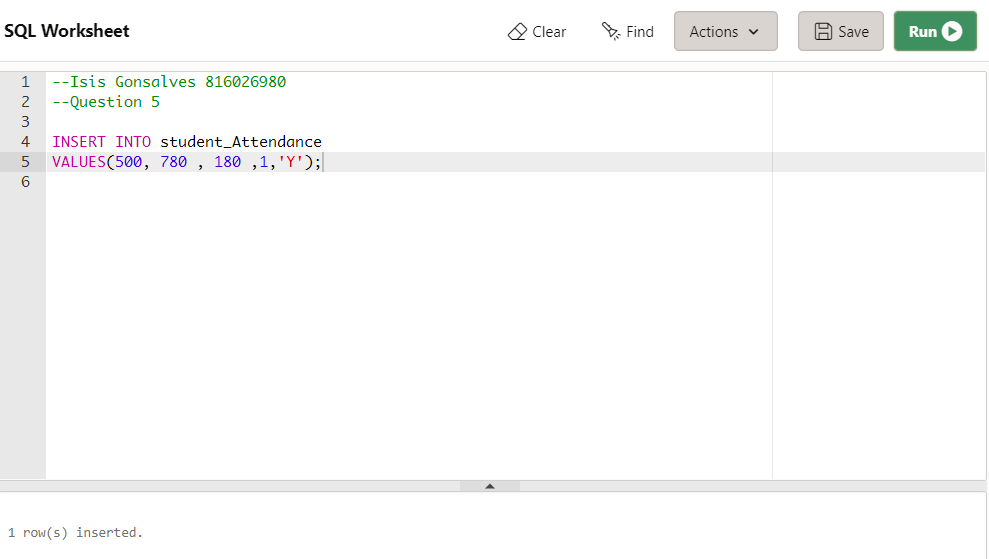 SQL Worksheet Clear Find Actions Save Run
1 --Isis Gonsalves 816026980
2 --Question 5
3
4 INSERT INTO student_Attendance
5 VALUES(500, 780 , 180 ,1,'Y');
6
1 row(s) inserted.